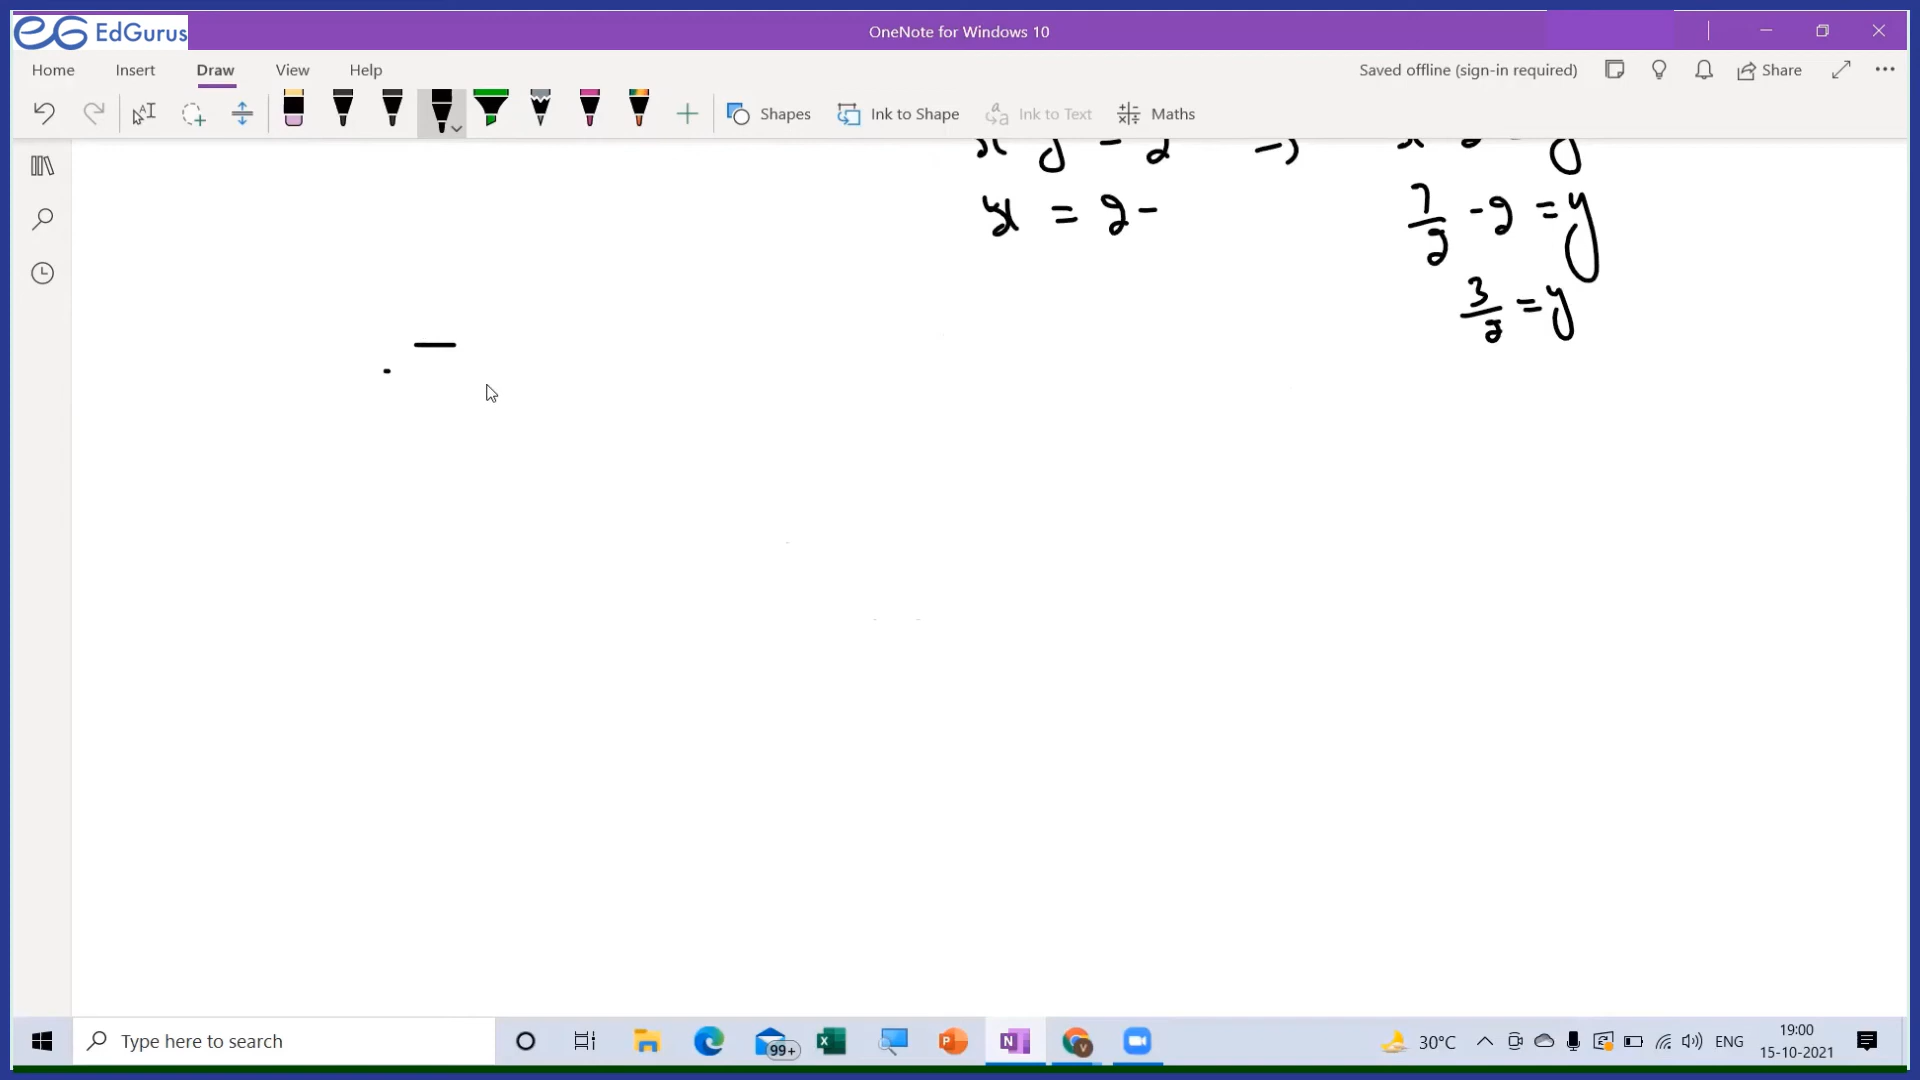 EdGurus
OneNote for Windows 10
Home Insert Draw View Help
Saved offline (sign-in required)
Share
Shapes
Ink to Shape
Ink to Text
Maths
x = 2 -
7/2 - 2 = y
3/2 = y
Type here to search
99+
30°C
ENG
19:00
15-10-2021